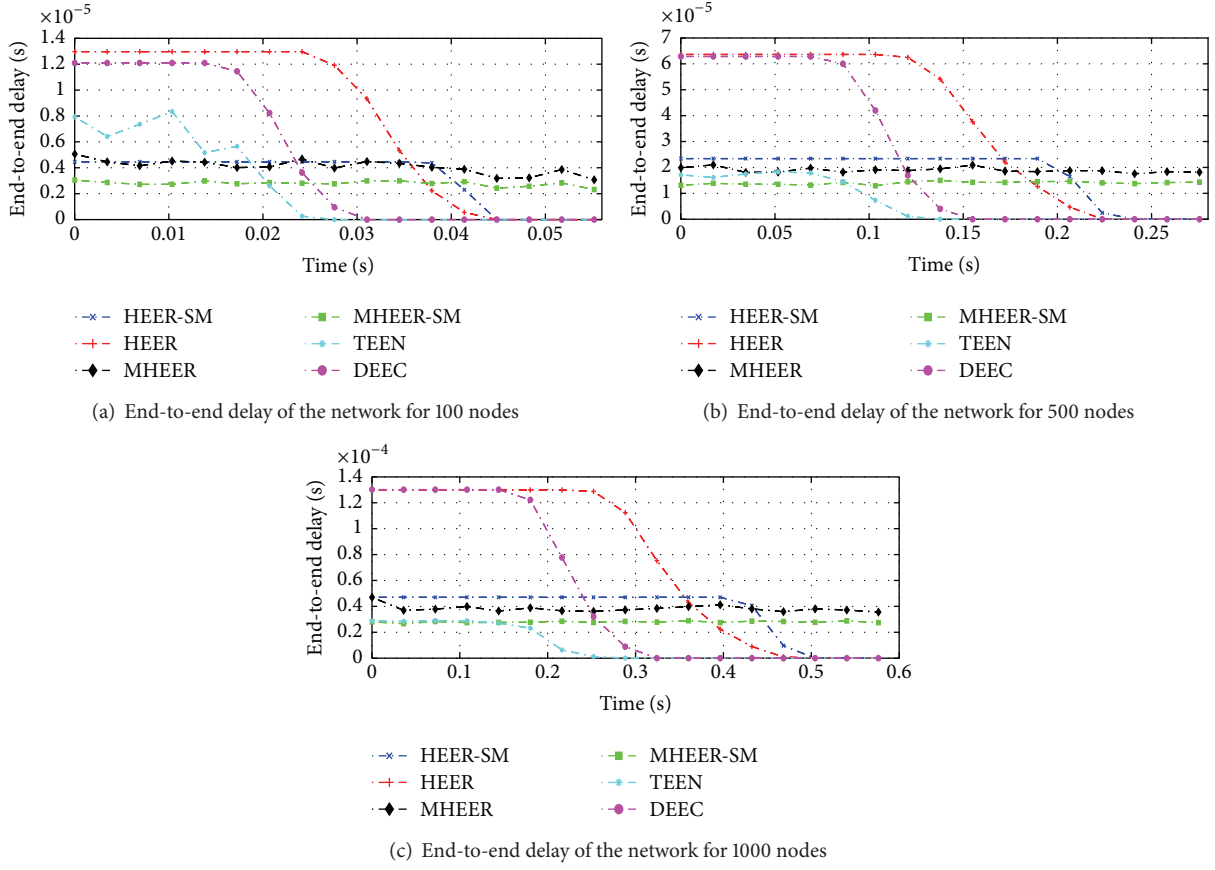 ×10⁻⁵
1.4
1.2
1
0.8
0.6
0.4
0.2
0
End-to-end delay (s)
0 0.01 0.02 0.03 0.04 0.05
Time (s)
HEER-SM
HEER
MHEER
MHEER-SM
TEEN
DEEC
(a) End-to-end delay of the network for 100 nodes
×10⁻⁵
7
6
5
4
3
2
1
0
End-to-end delay (s)
0 0.05 0.1 0.15 0.2 0.25
Time (s)
HEER-SM
HEER
MHEER
MHEER-SM
TEEN
DEEC
(b) End-to-end delay of the network for 500 nodes
×10⁻⁴
1.4
1.2
1
0.8
0.6
0.4
0.2
0
End-to-end delay (s)
0 0.1 0.2 0.3 0.4 0.5 0.6
Time (s)
HEER-SM
HEER
MHEER
MHEER-SM
TEEN
DEEC
(c) End-to-end delay of the network for 1000 nodes